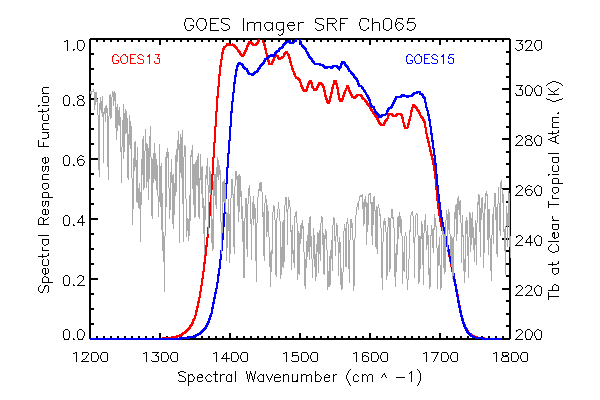 GOES Imager SRF Ch065
GOES13
GOES15
1.0
0.8
0.6
0.4
0.2
0.0
Spectral Response Function
320
300
280
260
240
220
200
Tb at Clear Tropical Atm. (K)
1200 1300 1400 1500 1600 1700 1800
Spectral Wavenumber (cm ^ -1)